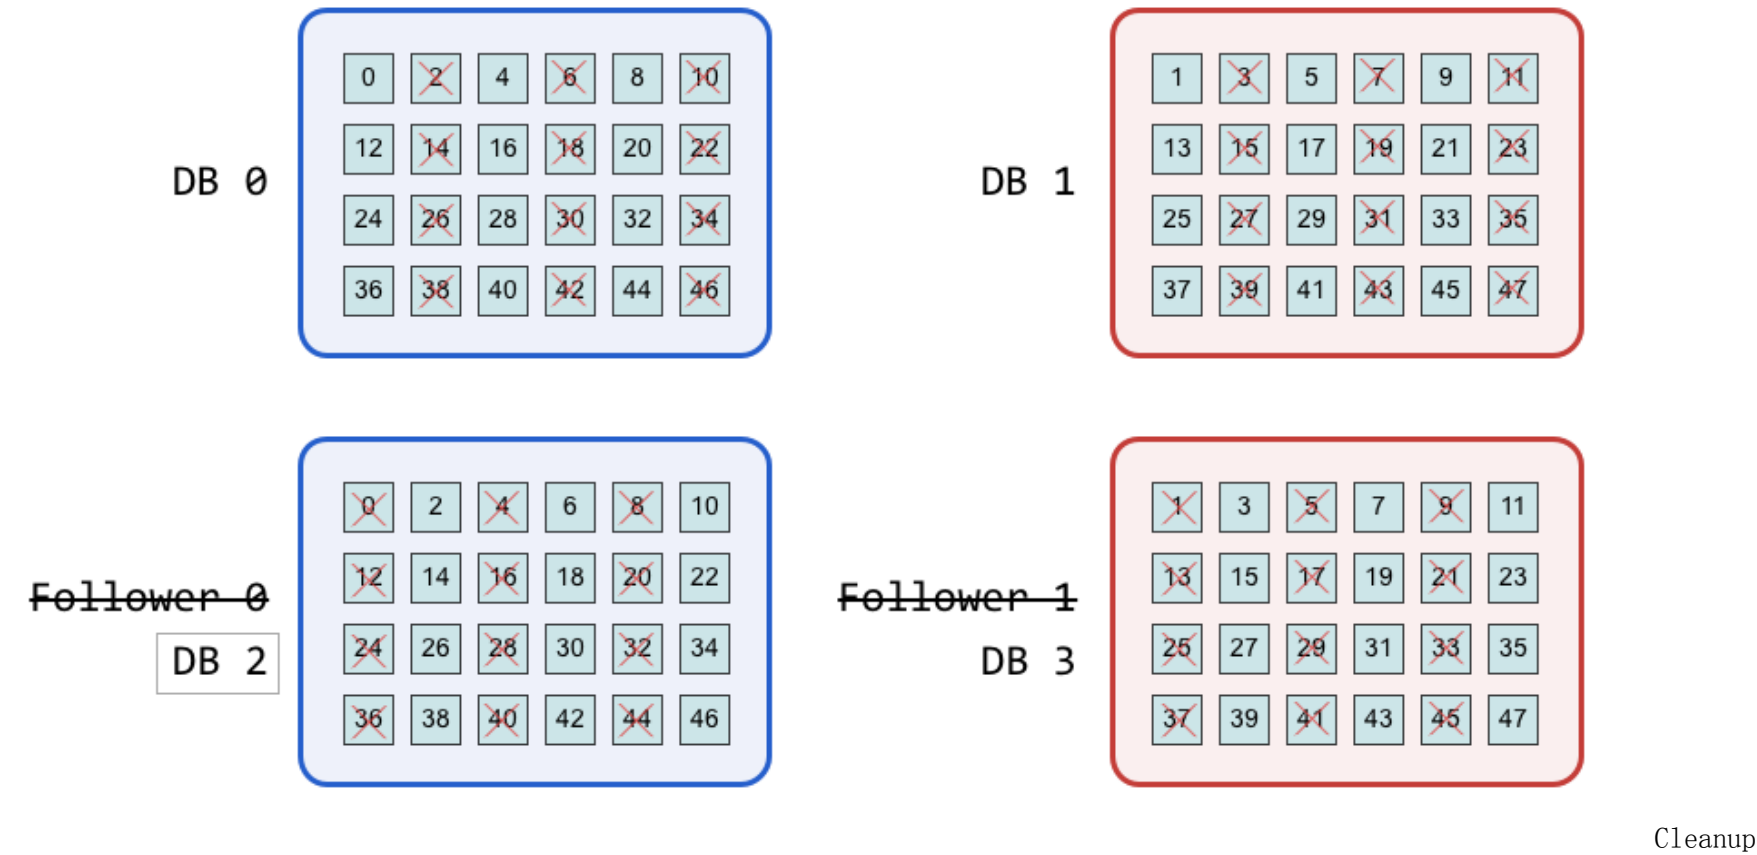 0 2 4 6 8 10
12 14 16 18 20 22
DB 0
24 26 28 30 32 34
36 38 40 42 44 46
1 3 5 7 9 11
13 15 17 19 21 23
DB 1
25 27 29 31 33 35
37 39 41 43 45 47
0 2 4 6 8 10
12 14 16 18 20 22
Follower 0
DB 2
24 26 28 30 32 34
36 38 40 42 44 46
1 3 5 7 9 11
13 15 17 19 21 23
Follower 1
DB 3
25 27 29 31 33 35
37 39 41 43 45 47
Cleanup